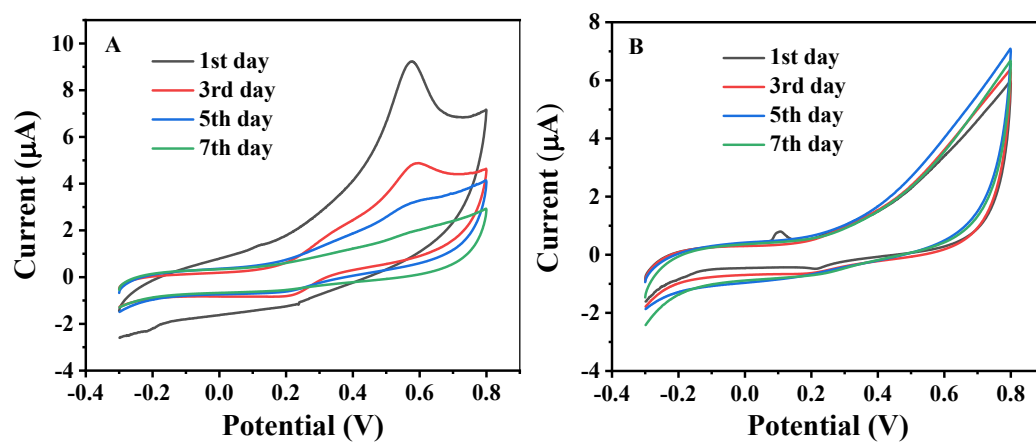 A
1st day
3rd day
5th day
7th day
10
8
6
4
2
0
-2
-4
-0.4 -0.2 0.0 0.2 0.4 0.6 0.8
Current (μA)
Potential (V)
B
1st day
3rd day
5th day
7th day
8
6
4
2
0
-2
-4
-0.4 -0.2 0.0 0.2 0.4 0.6 0.8
Current (μA)
Potential (V)